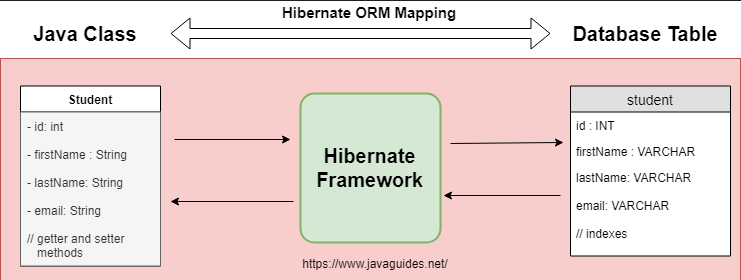 Hibernate ORM Mapping
Java Class
Database Table
Student
- id: int
- firstName : String
- lastName: String
- email: String
// getter and setter
methods
Hibernate
Framework
student
id : INT
firstName : VARCHAR
lastName: VARCHAR
email: VARCHAR
// indexes
https://www.javaguides.net/